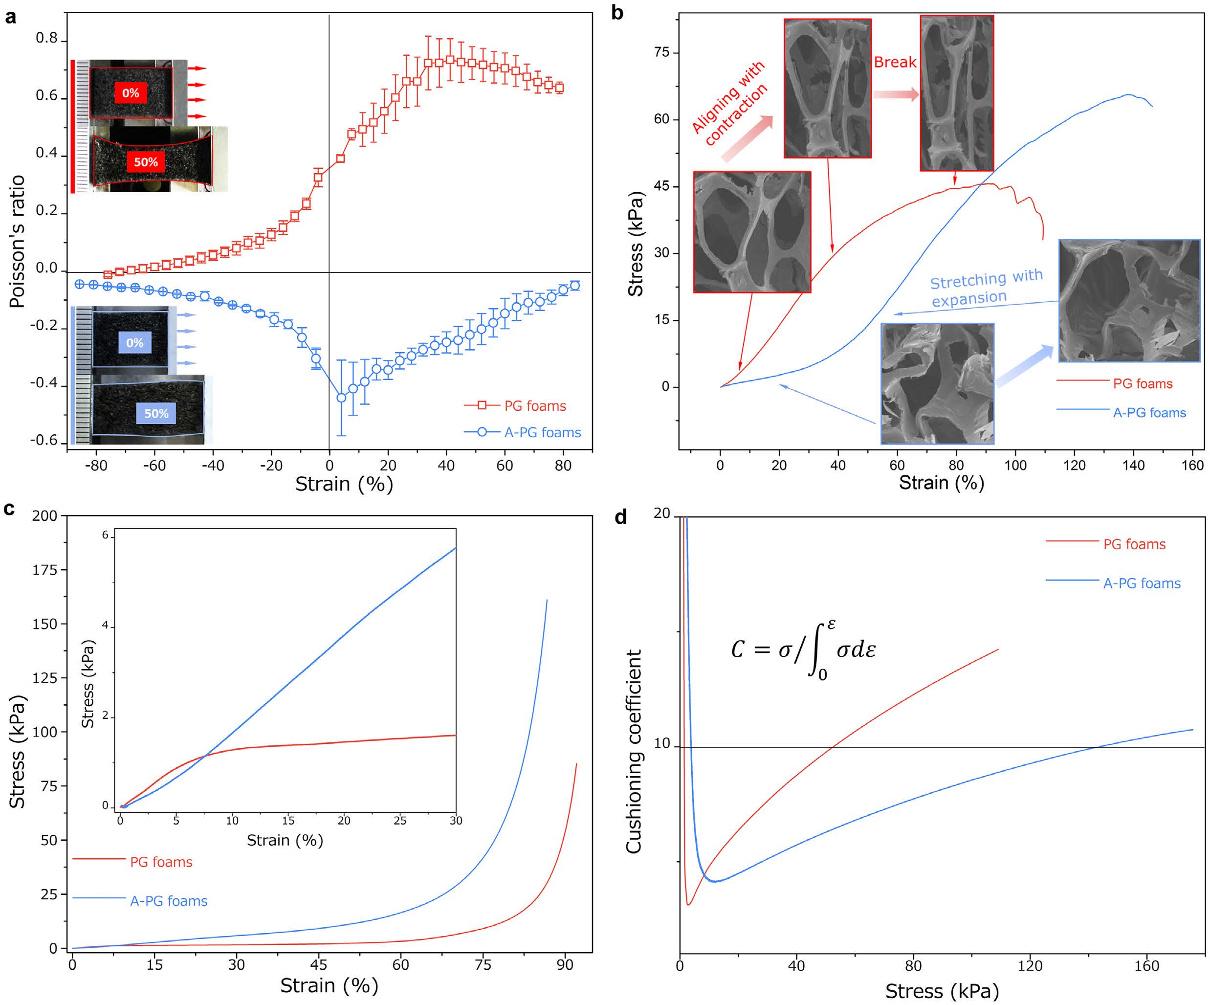 a
0.8
0.6
0.4
0.2
0.0
-0.2
-0.4
-0.6
Poisson's ratio
0%
50%
0%
50%
PG foams
A-PG foams
-80 -60 -40 -20 0 20 40 60 80
Strain (%)
b
75
60
45
30
15
0
Stress (kPa)
Aligning with
contraction
Break
Stretching with
expansion
PG foams
A-PG foams
0 20 40 60 80 100 120 140 160
Strain (%)
c
200
175
150
125
100
75
50
25
0
Stress (kPa)
6
4
2
0
Stress (kPa)
0 5 10 15 20 25 30
Strain (%)
PG foams
A-PG foams
0 15 30 45 60 75 90
Strain (%)
d
20
10
Cushioning coefficient
PG foams
A-PG foams
C = σ/∫₀^ε σdε
0 40 80 120 160
Stress (kPa)